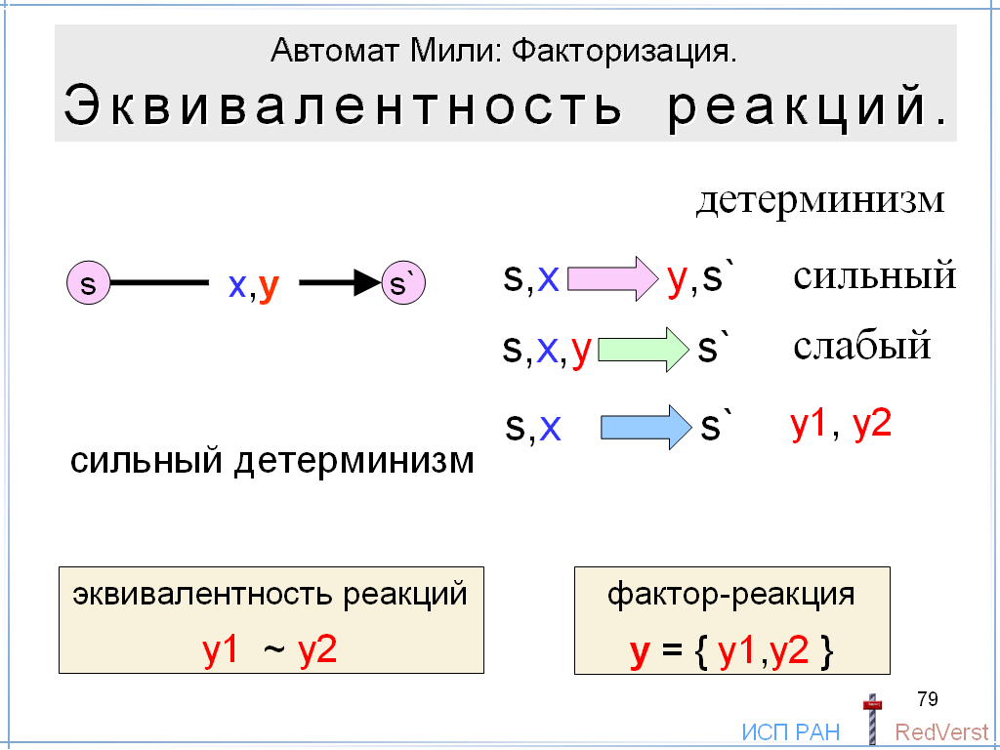 Автомат Мили: Факторизация.
Эквивалентность реакций.
детерминизм
s x,y s`
s,x y,s` сильный
s,x,y s` слабый
s,x s` y1, y2
сильный детерминизм
эквивалентность реакций
y1 ~ y2
фактор-реакция
y = { y1,y2 }
79
ИСП РАН RedVerst